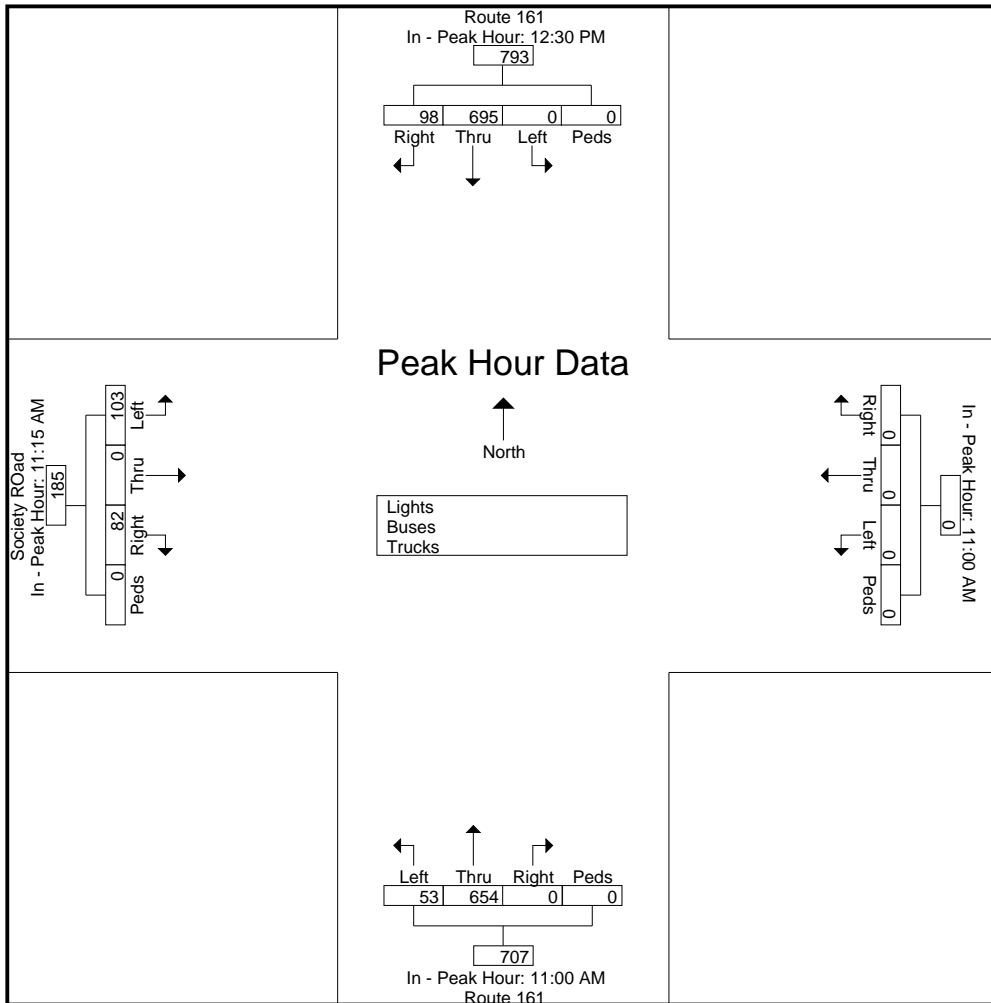 Route 161
In - Peak Hour: 12:30 PM
793
98 695 0 0
Right Thru Left Peds
Peak Hour Data
North
Lights
Buses
Trucks
Society ROad
In - Peak Hour: 11:15 AM
185
103 0 82 0
Left Thru Right Peds
Right Thru Left Peds
0 0 0 0
0
In - Peak Hour: 11:00 AM
Left Thru Right Peds
53 654 0 0
707
In - Peak Hour: 11:00 AM
Route 161